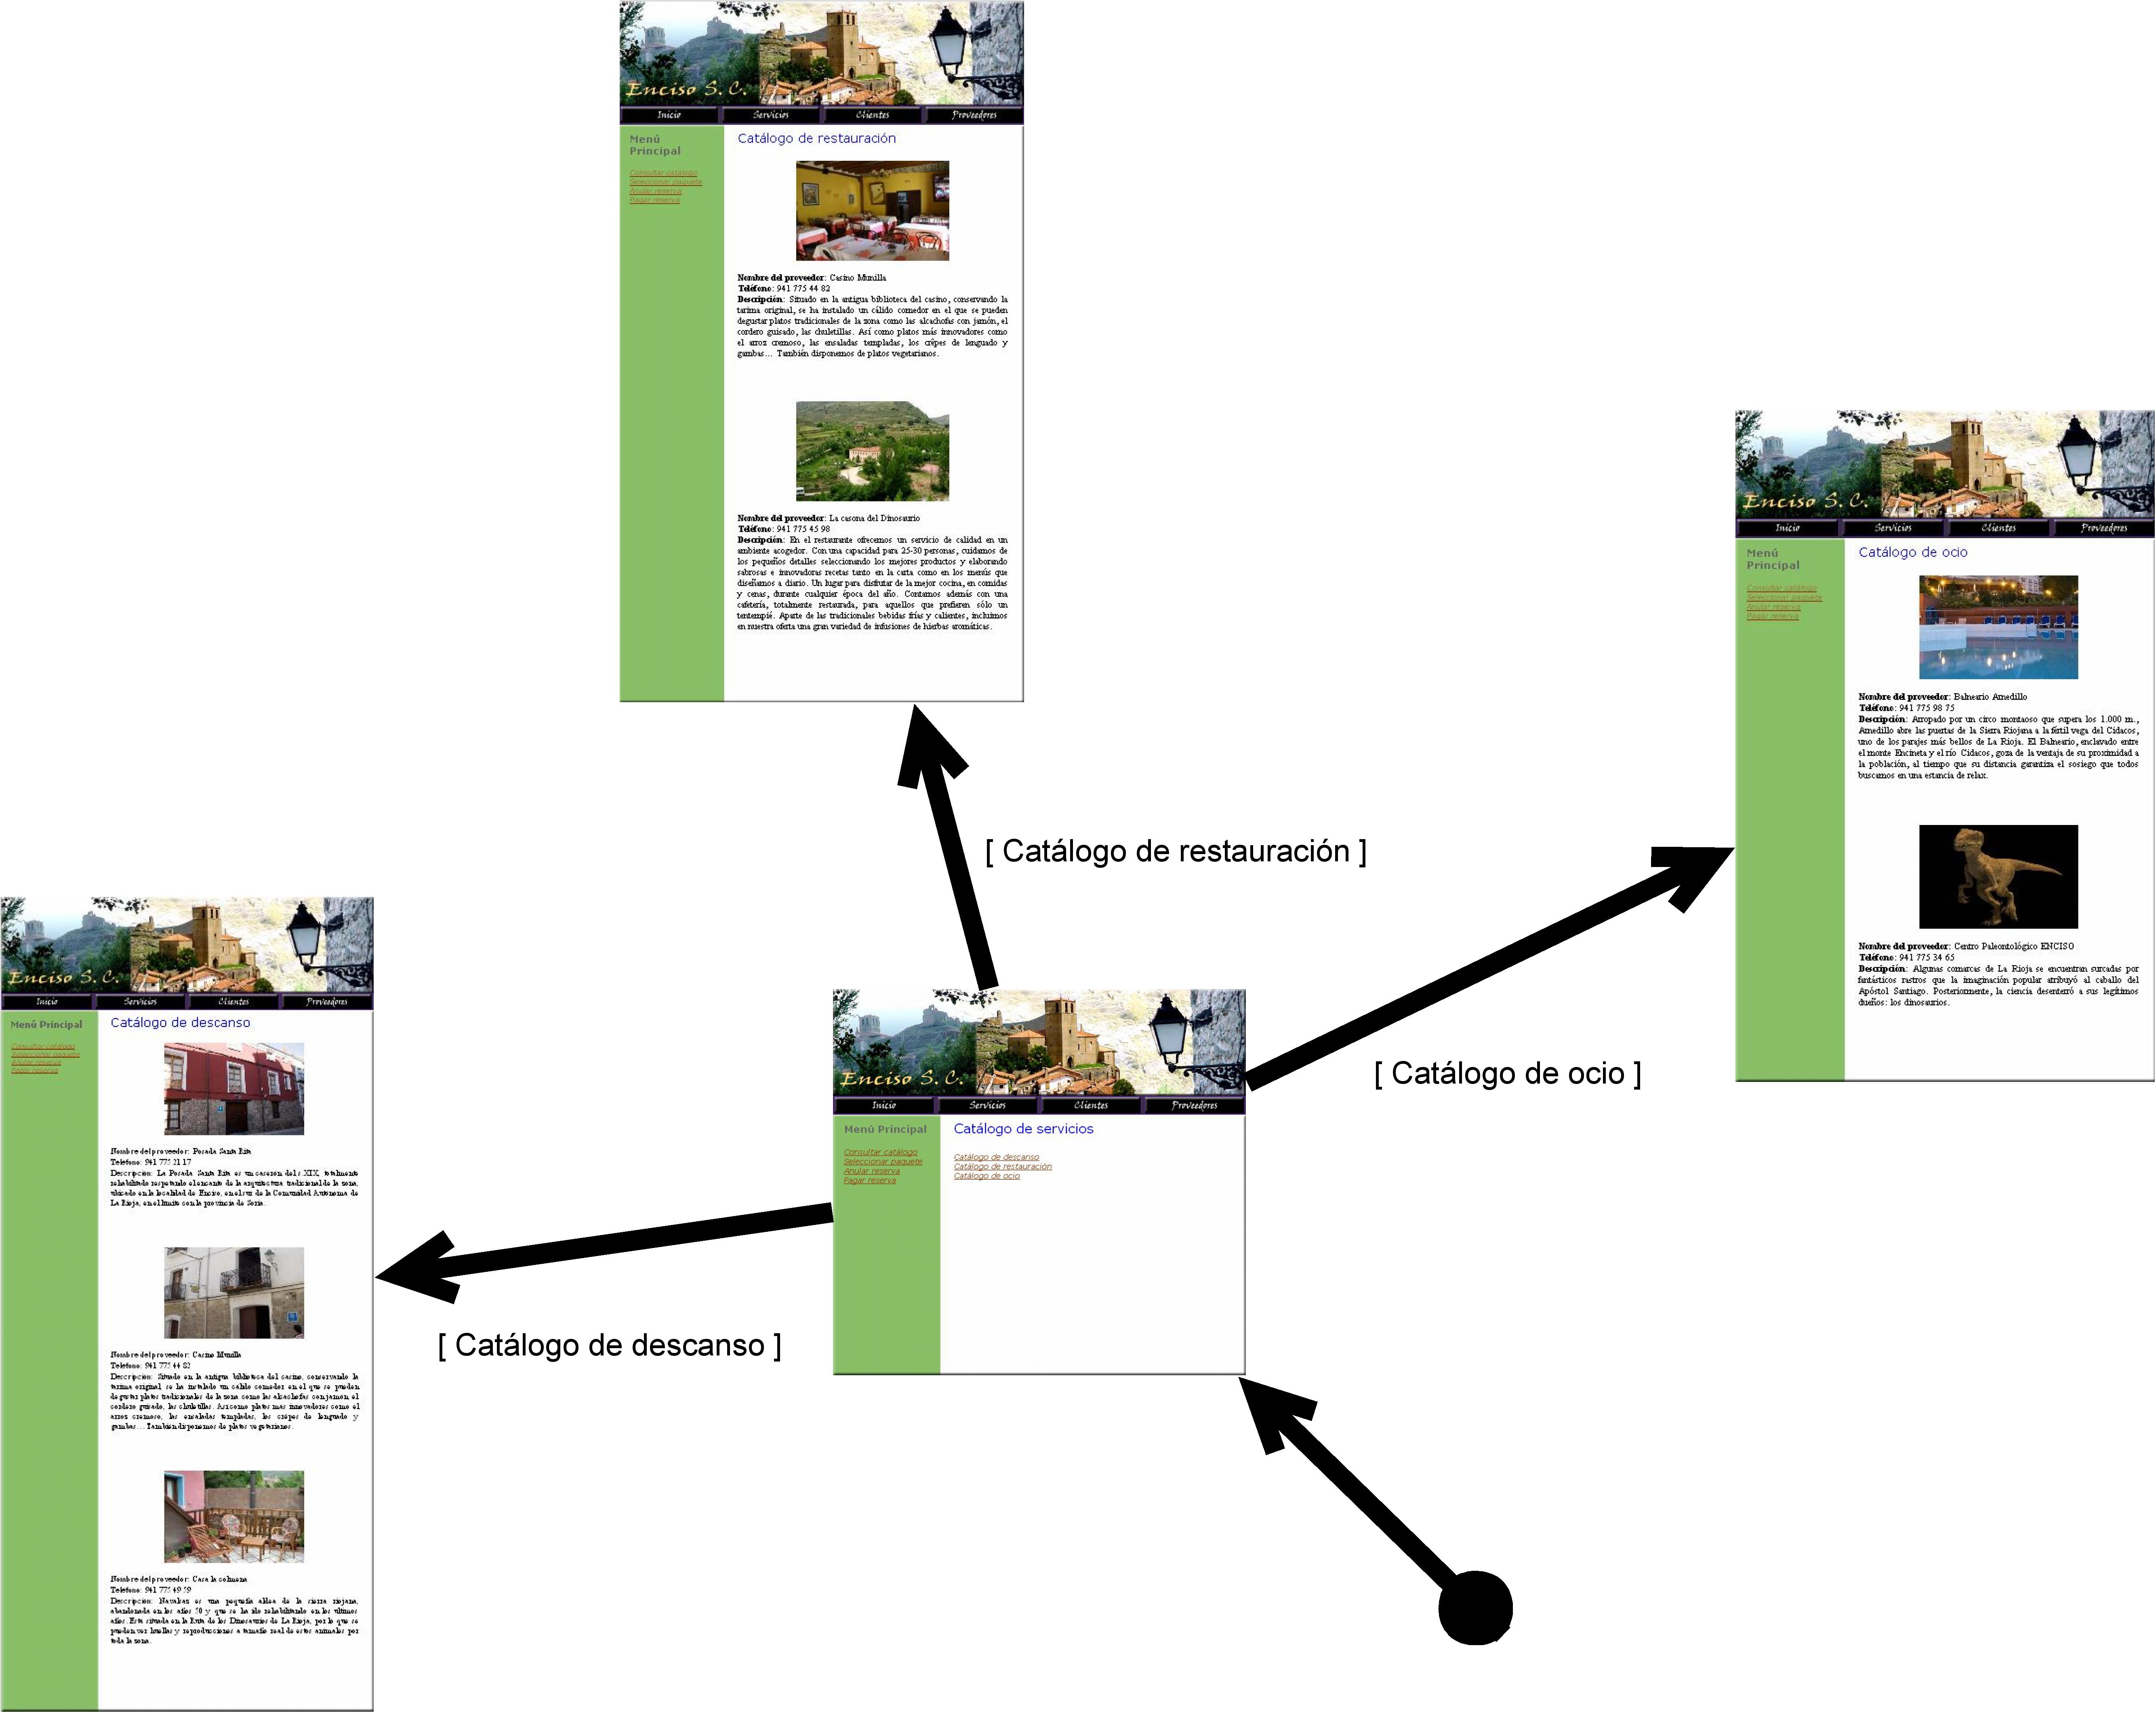 Enciso S. C.
Inicio Servicios Clientes Proveedores
Menú
Principal
Consultar catálogo
Seleccionar paquete
Anular reserva
Pagar reserva
Catálogo de restauración
Nombre del proveedor: Casino Munilla
Teléfono: 941 775 44 82
Descripción: Situado en la antigua biblioteca del casino, conservando la
tarima original, se ha instalado un cálido comedor en el que se pueden
degustar platos tradicionales de la zona como las alcachofas con jamón, el
cordero guisado, las chuletillas. Así como platos más innovadores como
el arroz cremoso, las ensaladas templadas, los crêpes de lenguado y
gambas... También disponemos de platos vegetarianos.
Nombre del proveedor: La casona del Dinosaurio
Teléfono: 941 775 45 98
Descripción: En el restaurante ofrecemos un servicio de calidad en un
ambiente acogedor. Con una capacidad para 25-30 personas, cuidamos de
los pequeños detalles seleccionando los mejores productos y elaborando
sabrosas e innovadoras recetas tanto en la carta como en los menús que
diseñamos a diario. Un lugar para disfrutar de la mejor cocina, en comidas
y cenas, durante cualquier época del año. Contamos además con una
cafetería, totalmente restaurada, para aquellos que prefieren sólo un
tentempié. Aparte de las tradicionales bebidas frías y calientes, incluimos
en nuestra oferta una gran variedad de infusiones de hierbas aromáticas.
Enciso S. C.
Inicio Servicios Clientes Proveedores
Menú
Principal
Consultar catálogo
Seleccionar paquete
Anular reserva
Pagar reserva
Catálogo de ocio
Nombre del proveedor: Balneario Arnedillo
Teléfono: 941 775 98 75
Descripción: Arropado por un circo montaoso que supera los 1.000 m.,
Arnedillo abre las puertas de la Sierra Riojana a la fértil vega del Cidacos,
uno de los parajes más bellos de La Rioja. El Balneario, enclavado entre
el monte Encineta y el río Cidacos, goza de la ventaja de su proximidad a
la población, al tiempo que su distancia garantiza el sosiego que todos
buscamos en una estancia de relax.
Nombre del proveedor: Centro Paleontológico ENCISO
Teléfono: 941 775 34 65
Descripción: Algunas comarcas de La Rioja se encuentran surcadas por
fantásticos rastros que la imaginación popular atribuyó al caballo del
Apóstol Santiago. Posteriormente, la ciencia desenterró a sus legítimos
dueños: los dinosaurios.
[ Catálogo de restauración ]
[ Catálogo de ocio ]
Enciso S. C.
Inicio Servicios Clientes Proveedores
Menú Principal
Consultar catálogo
Seleccionar paquete
Anular reserva
Pagar reserva
Catálogo de descanso
Nombre del proveedor: Posada Santa Rita
Teléfono: 941 775 21 17
Descripción: La Posada Santa Rita es un caserón del s.XIX, totalmente
rehabilitado respetando el encanto de la arquitectura tradicional de la zona,
ubicado en la localidad de Enciso, en el sur de la Comunidad Autónoma de
La Rioja, en el límite con la provincia de Soria.
Nombre del proveedor: Casino Munilla
Teléfono: 941 775 44 82
Descripción: Situado en la antigua biblioteca del casino, conservando la
tarima original, se ha instalado un cálido comedor en el que se pueden
degustar platos tradicionales de la zona como las alcachofas con jamón, el
cordero guisado, las chuletillas. Así como platos más innovadores como el
arroz cremoso, las ensaladas templadas, los crêpes de lenguado y
gambas... También disponemos de platos vegetarianos.
Nombre del proveedor: Casa la colmena
Teléfono: 941 775 49 59
Descripción: Navalsaz es una pequeña aldea de la sierra riojana,
abandonada en los años 50 y que se ha ido rehabilitando en los últimos
años. Está situada en la Ruta de los Dinosaurios de La Rioja, por lo que se
pueden ver huellas y reproducciones a tamaño real de estos animales por
toda la zona.
Enciso S. C.
Inicio Servicios Clientes Proveedores
Menú Principal
Consultar catálogo
Seleccionar paquete
Anular reserva
Pagar reserva
Catálogo de servicios
Catálogo de descanso
Catálogo de restauración
Catálogo de ocio
[ Catálogo de descanso ]